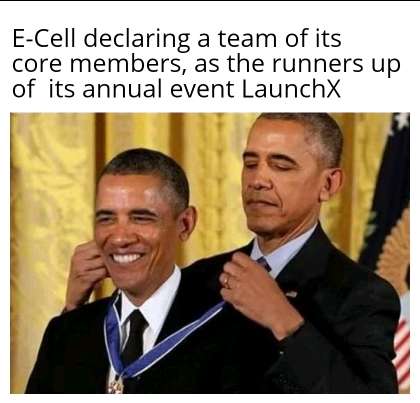 E-Cell declaring a team of its
core members, as the runners up
of its annual event LaunchX